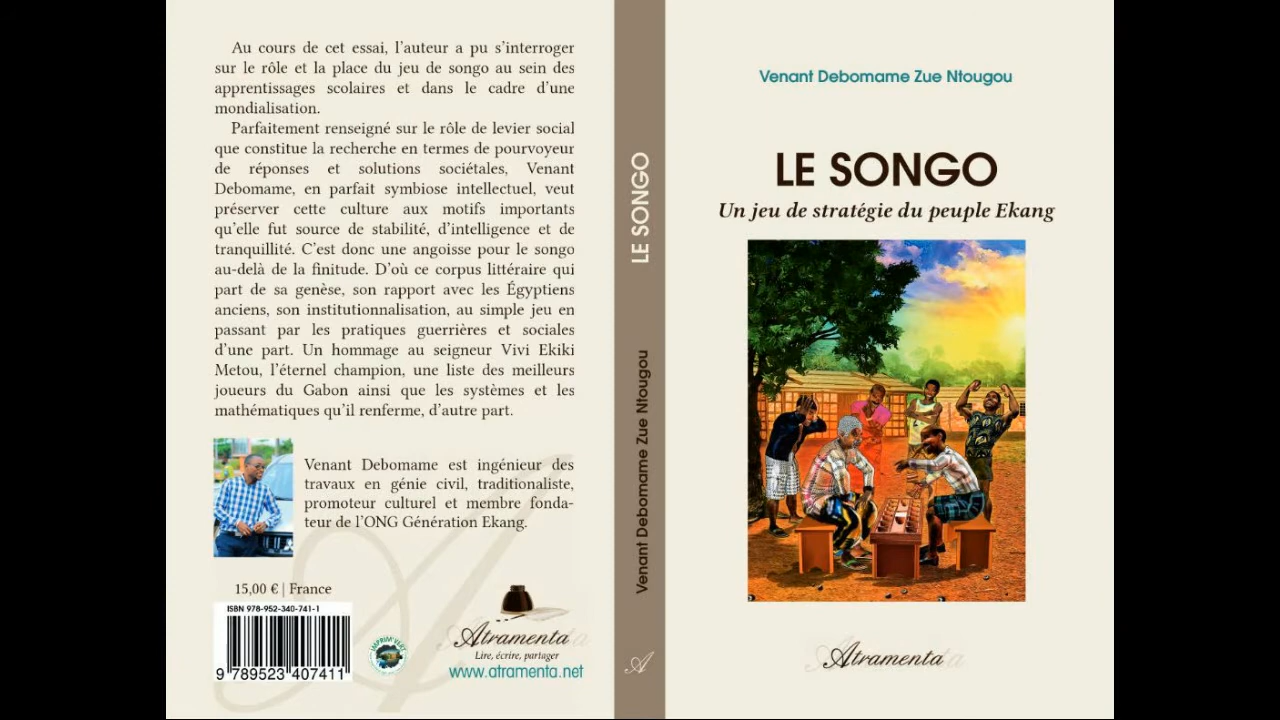 Au cours de cet essai, l'auteur a pu s'interroger
sur le rôle et la place du jeu de songo au sein des
apprentissages scolaires et dans le cadre d'une
mondialisation.
Parfaitement renseigné sur le rôle de levier social
que constitue la recherche en termes de pourvoyeur
de réponses et solutions sociétales, Venant
Debomame, en parfait symbiose intellectuel, veut
préserver cette culture aux motifs importants
qu'elle fut source de stabilité, d'intelligence et de
tranquillité. C'est donc une angoisse pour le songo
au-delà de la finitude. D'où ce corpus littéraire qui
part de sa genèse, son rapport avec les Égyptiens
anciens, son institutionnalisation, au simple jeu en
passant par les pratiques guerrières et sociales
d'une part. Un hommage au seigneur Vivi Ekiki
Metou, l'éternel champion, une liste des meilleurs
joueurs du Gabon ainsi que les systèmes et les
mathématiques qu'il renferme, d'autre part.
Venant Debomame est ingénieur des
travaux en génie civil, traditionaliste,
promoteur culturel et membre fonda-
teur de l'ONG Génération Ekang.
15,00 € | France
ISBN 978-952-340-741-1
9 789523 407411
IMPRIM'VERT
Atramenta
Lire, écrire, partager
www.atramenta.net
LE SONGO
Venant Debomame Zue Ntougou
A
Venant Debomame Zue Ntougou
LE SONGO
Un jeu de stratégie du peuple Ekang
Atramenta